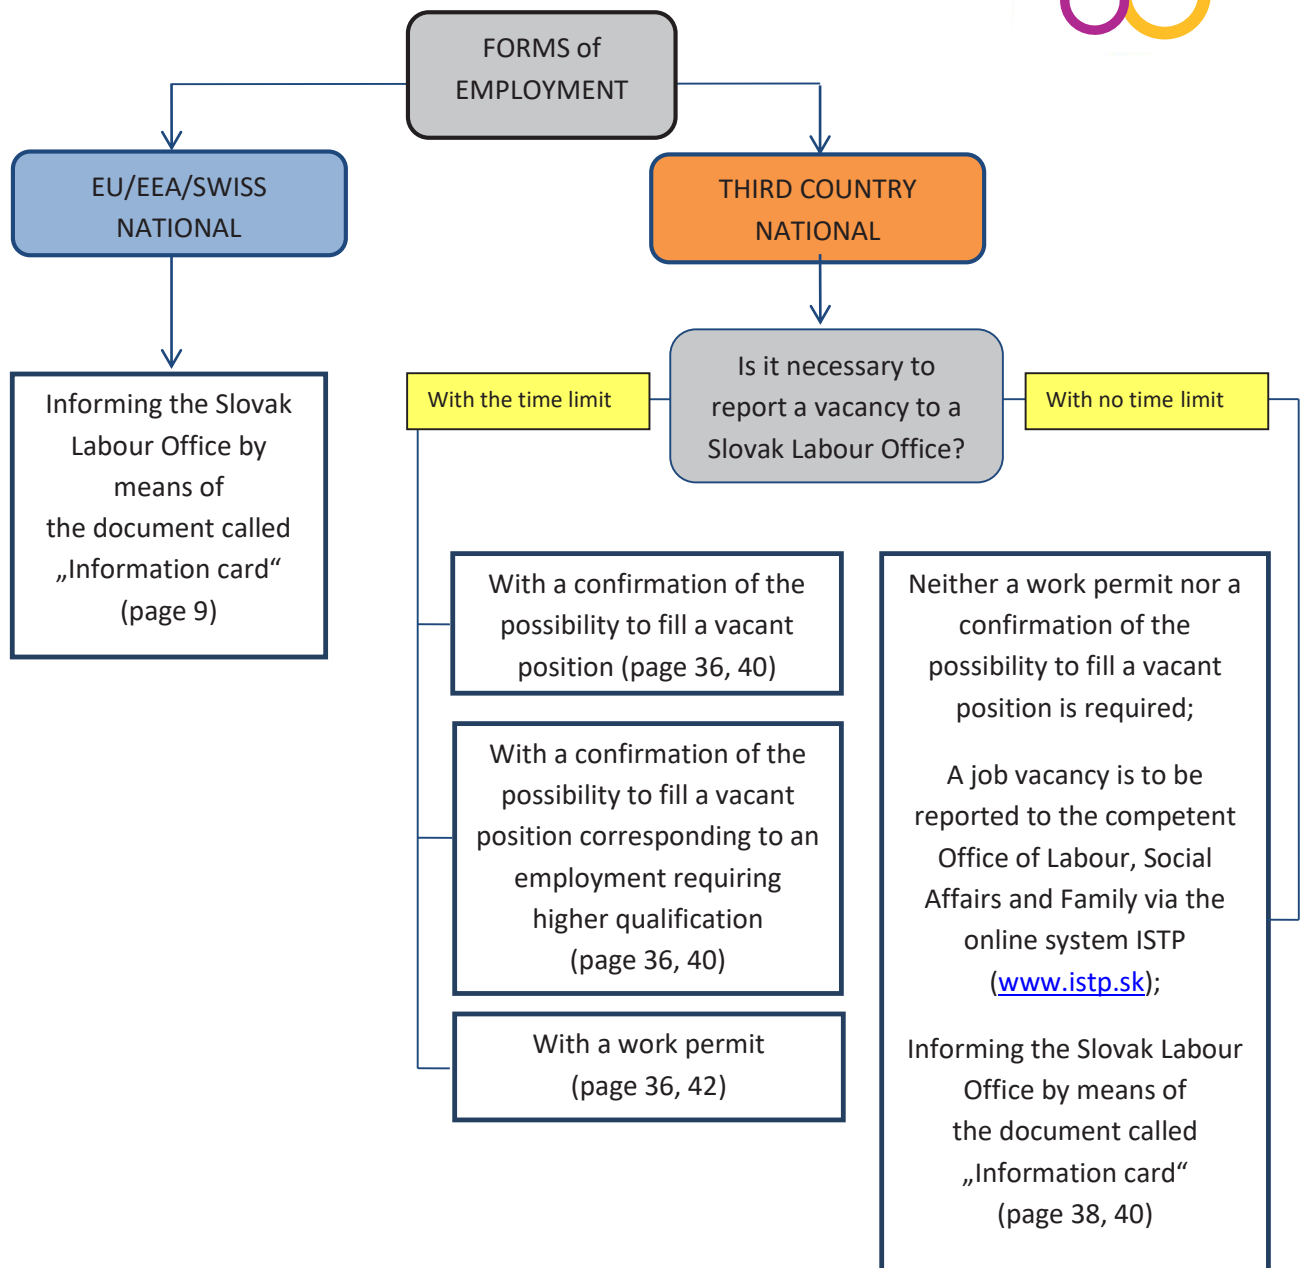 FORMS of
EMPLOYMENT
EU/EEA/SWISS
NATIONAL
THIRD COUNTRY
NATIONAL
Informing the Slovak
Labour Office by
means of
the document called
„Information card“
(page 9)
With the time limit
Is it necessary to
report a vacancy to a
Slovak Labour Office?
With no time limit
With a confirmation of the
possibility to fill a vacant
position (page 36, 40)
With a confirmation of the
possibility to fill a vacant
position corresponding to an
employment requiring
higher qualification
(page 36, 40)
With a work permit
(page 36, 42)
Neither a work permit nor a
confirmation of the
possibility to fill a vacant
position is required;
A job vacancy is to be
reported to the competent
Office of Labour, Social
Affairs and Family via the
online system ISTP
(www.istp.sk);
Informing the Slovak Labour
Office by means of
the document called
„Information card“
(page 38, 40)